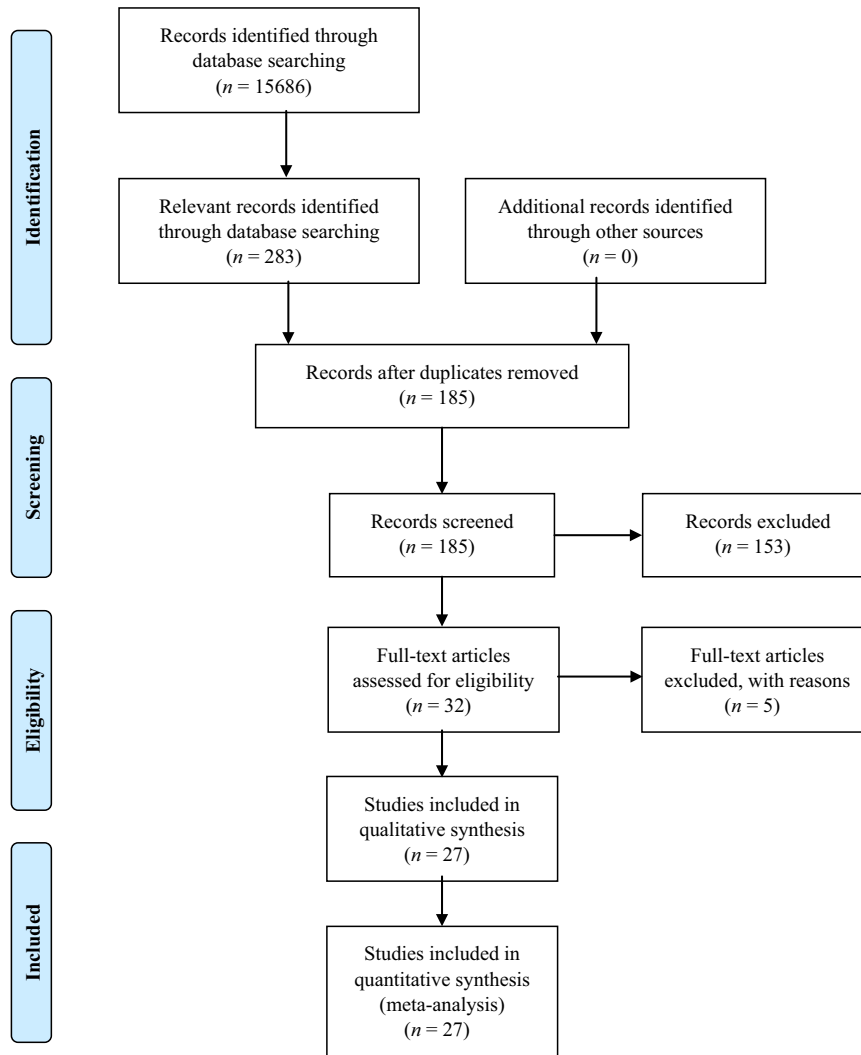 Identification
Records identified through
database searching
(n = 15686)
Relevant records identified
through database searching
(n = 283)
Additional records identified
through other sources
(n = 0)
Records after duplicates removed
(n = 185)
Screening
Records screened
(n = 185)
Records excluded
(n = 153)
Eligibility
Full-text articles
assessed for eligibility
(n = 32)
Full-text articles
excluded, with reasons
(n = 5)
Studies included in
qualitative synthesis
(n = 27)
Included
Studies included in
quantitative synthesis
(meta-analysis)
(n = 27)